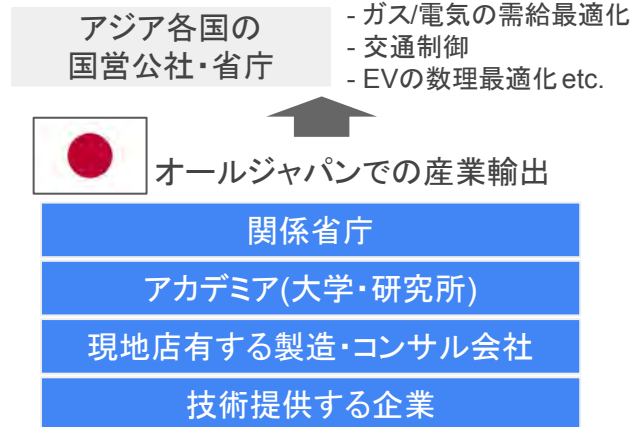 アジア各国の
国営公社・省庁
- ガス/電気の需給最適化
- 交通制御
- EVの数理最適化 etc.
オールジャパンでの産業輸出
関係省庁
アカデミア(大学・研究所)
現地店有する製造・コンサル会社
技術提供する企業